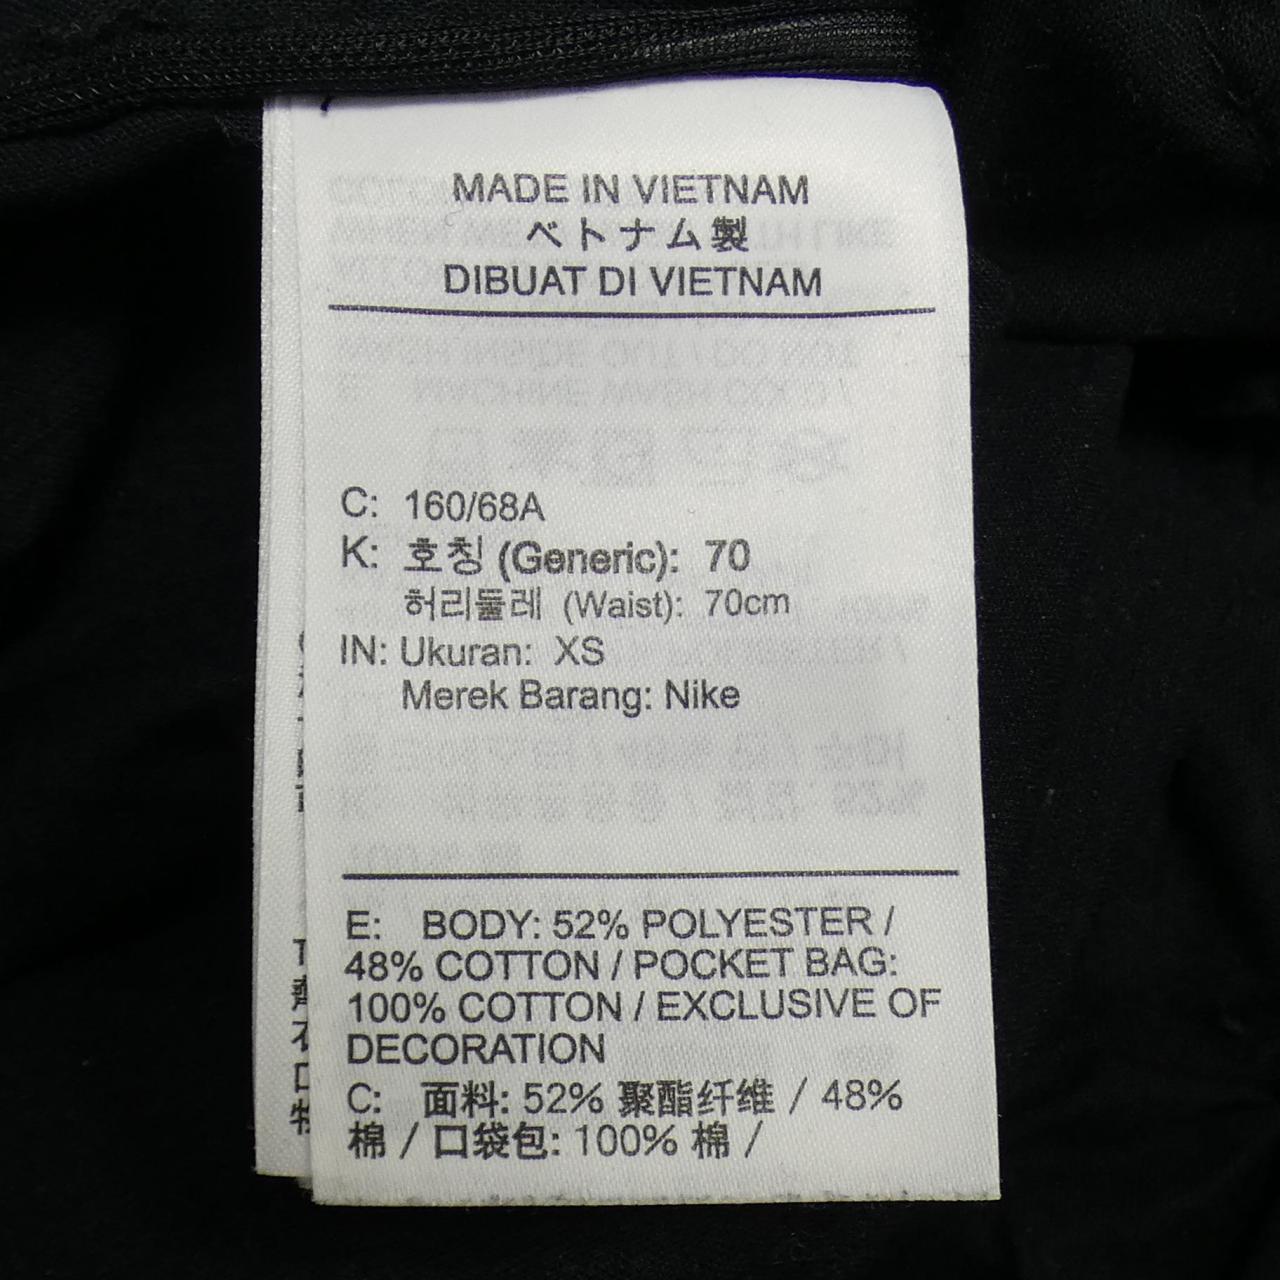 MADE IN VIETNAM
ベトナム製
DIBUAT DI VIETNAM
C: 160/68A
K: 호칭 (Generic): 70
허리둘레 (Waist): 70cm
IN: Ukuran: XS
Merek Barang: Nike
E: BODY: 52% POLYESTER /
48% COTTON / POCKET BAG:
100% COTTON / EXCLUSIVE OF
DECORATION
C: 面料: 52% 聚酯纤维 / 48%
棉 / 口袋包: 100% 棉 /